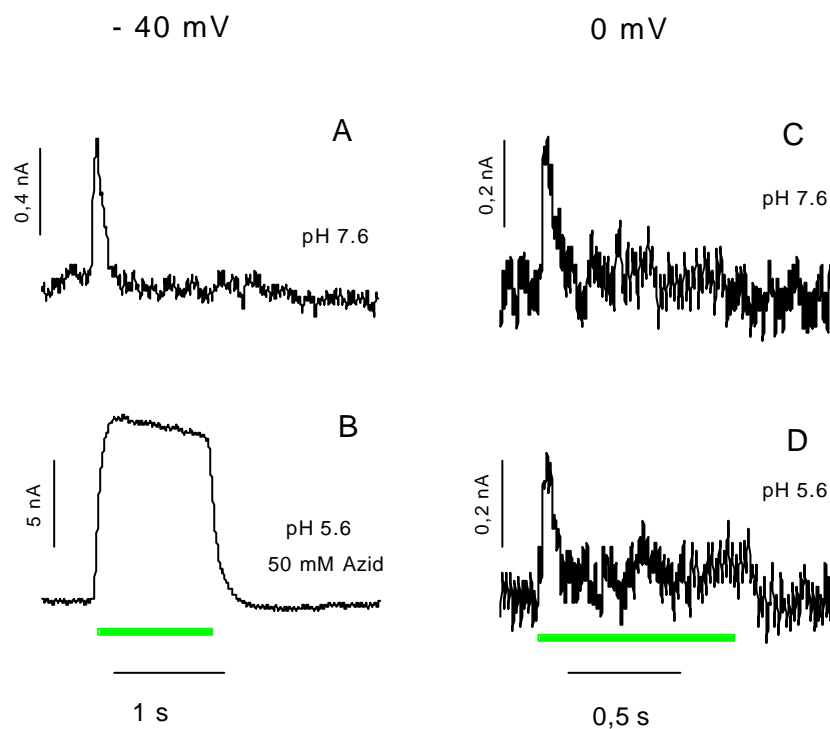 - 40 mV
0 mV
A
0,4 nA
pH 7.6
C
0,2 nA
pH 7.6
B
5 nA
pH 5.6
50 mM Azid
D
0,2 nA
pH 5.6
1 s
0,5 s